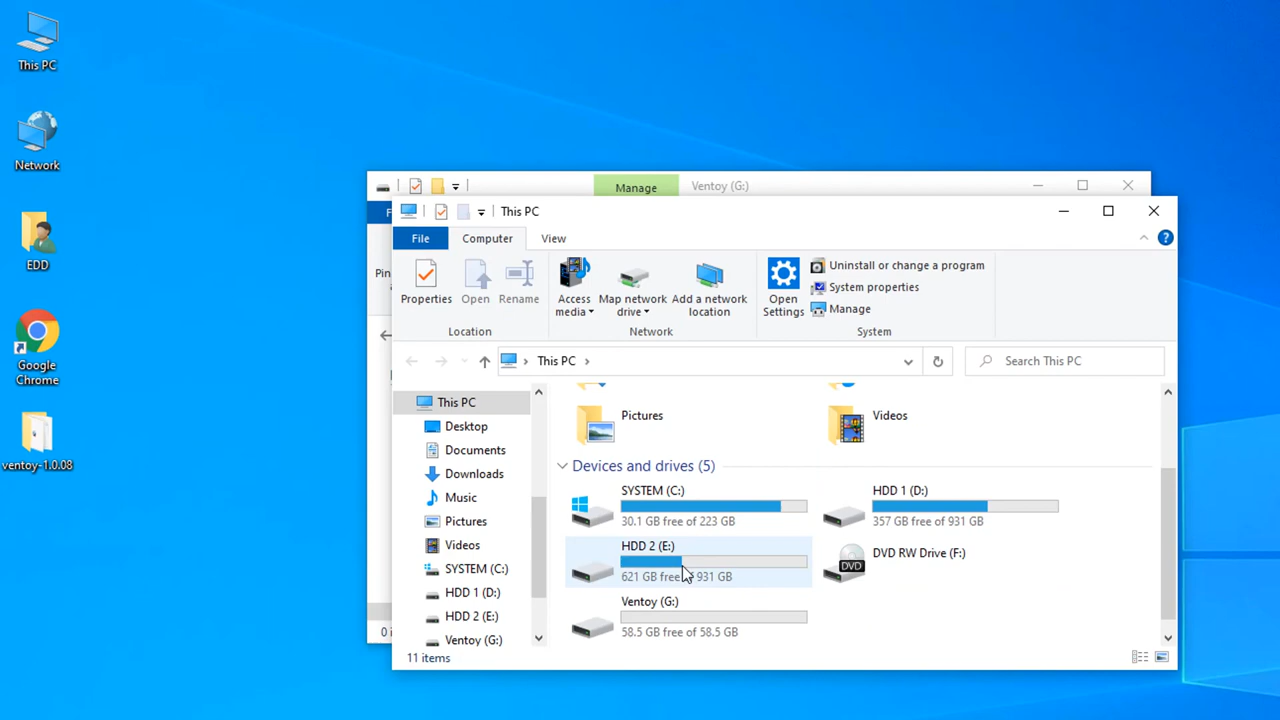 This PC
Network
EDD
Google
Chrome
ventoy-1.0.08
Manage
Ventoy (G:)
This PC
File
Computer
View
Properties
Open
Rename
Location
Access
media
Map network
drive
Add a network
location
Network
Open
Settings
Uninstall or change a program
System properties
Manage
System
This PC
Search This PC
This PC
Desktop
Documents
Downloads
Music
Pictures
Videos
SYSTEM (C:)
HDD 1 (D:)
HDD 2 (E:)
Ventoy (G:)
Pictures
Videos
Devices and drives (5)
SYSTEM (C:)
30.1 GB free of 223 GB
HDD 1 (D:)
357 GB free of 931 GB
HDD 2 (E:)
621 GB free 931 GB
DVD RW Drive (F:)
DVD
Ventoy (G:)
58.5 GB free of 58.5 GB
11 items